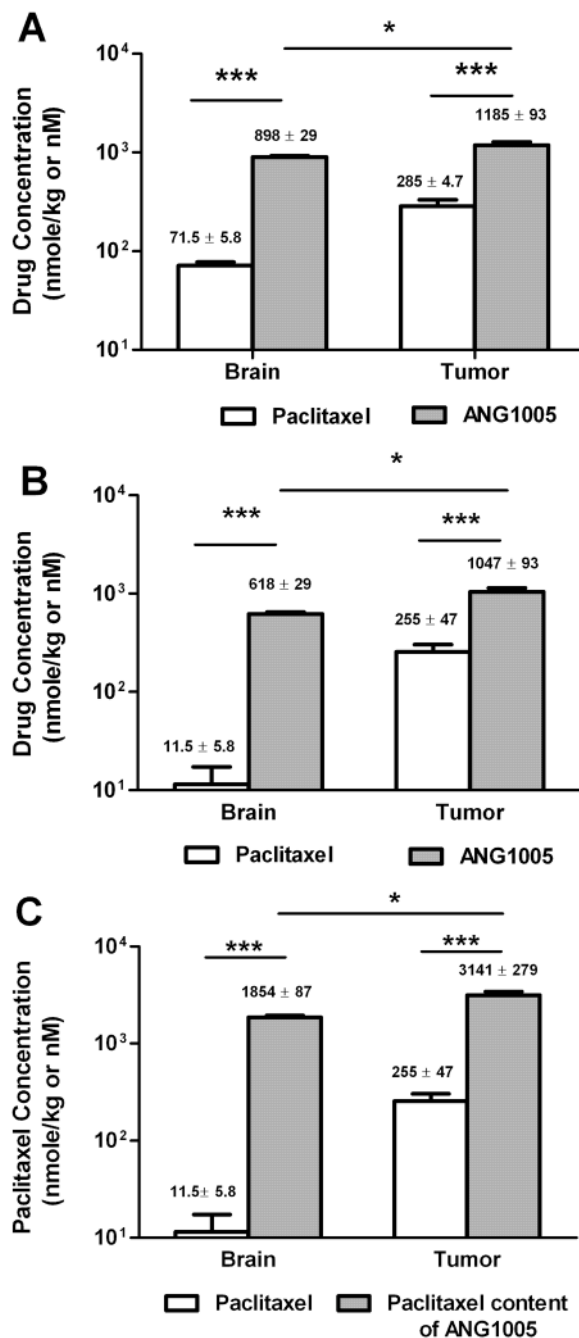 A
Drug Concentration
(nmole/kg or nM)
10⁴
10³
10²
10¹
*
***
***
71.5 ± 5.8
898 ± 29
285 ± 4.7
1185 ± 93
Brain
Tumor
Paclitaxel
ANG1005
B
Drug Concentration
(nmole/kg or nM)
10⁴
10³
10²
10¹
*
***
***
11.5 ± 5.8
618 ± 29
255 ± 47
1047 ± 93
Brain
Tumor
Paclitaxel
ANG1005
C
Paclitaxel Concentration
(nmole/kg or nM)
10⁴
10³
10²
10¹
*
***
***
11.5± 5.8
1854 ± 87
255 ± 47
3141 ± 279
Brain
Tumor
Paclitaxel
Paclitaxel content
of ANG1005